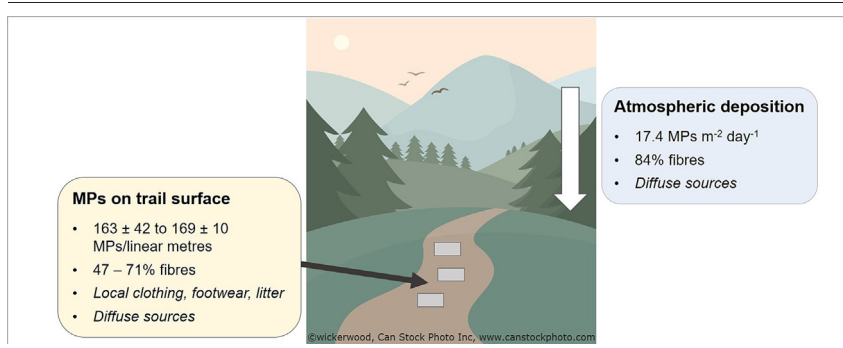 Atmospheric deposition
• 17.4 MPs m⁻² day⁻¹
• 84% fibres
• Diffuse sources
MPs on trail surface
• 163 ± 42 to 169 ± 10
MPs/linear metres
• 47 – 71% fibres
• Local clothing, footwear, litter
• Diffuse sources
©wickerwood, Can Stock Photo Inc, www.canstockphoto.com